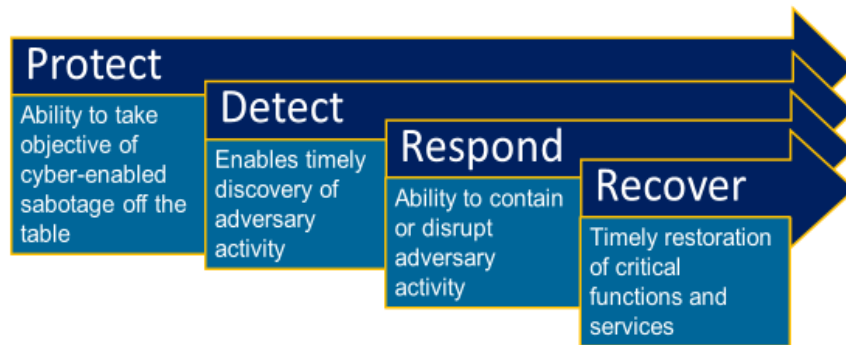 Protect
Ability to take
objective of
cyber-enabled
sabotage off the
table
Detect
Enables timely
discovery of
adversary
activity
Respond
Ability to contain
or disrupt
adversary
activity
Recover
Timely restoration
of critical
functions and
services